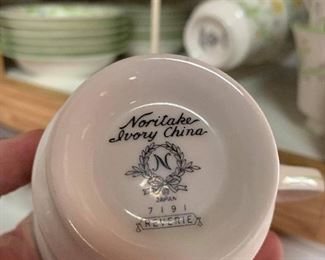 Noritake
Ivory China
N
JAPAN
7191
REVERIE